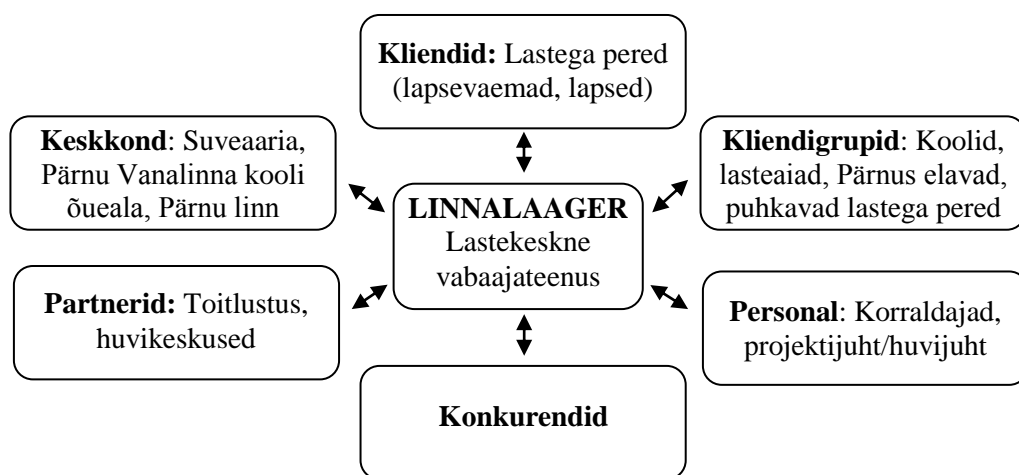 Kliendid: Lastega pered
(lapsevaemad, lapsed)
Keskkond: Suveaaria,
Pärnu Vanalinna kooli
õueala, Pärnu linn
Kliendigrupid: Koolid,
lasteaiad, Pärnus elavad,
puhkavad lastega pered
LINNALAAGER
Lastekeskne
vabaajateenus
Partnerid: Toitlustus,
huvikeskused
Personal: Korraldajad,
projektijuht/huvijuht
Konkurendid